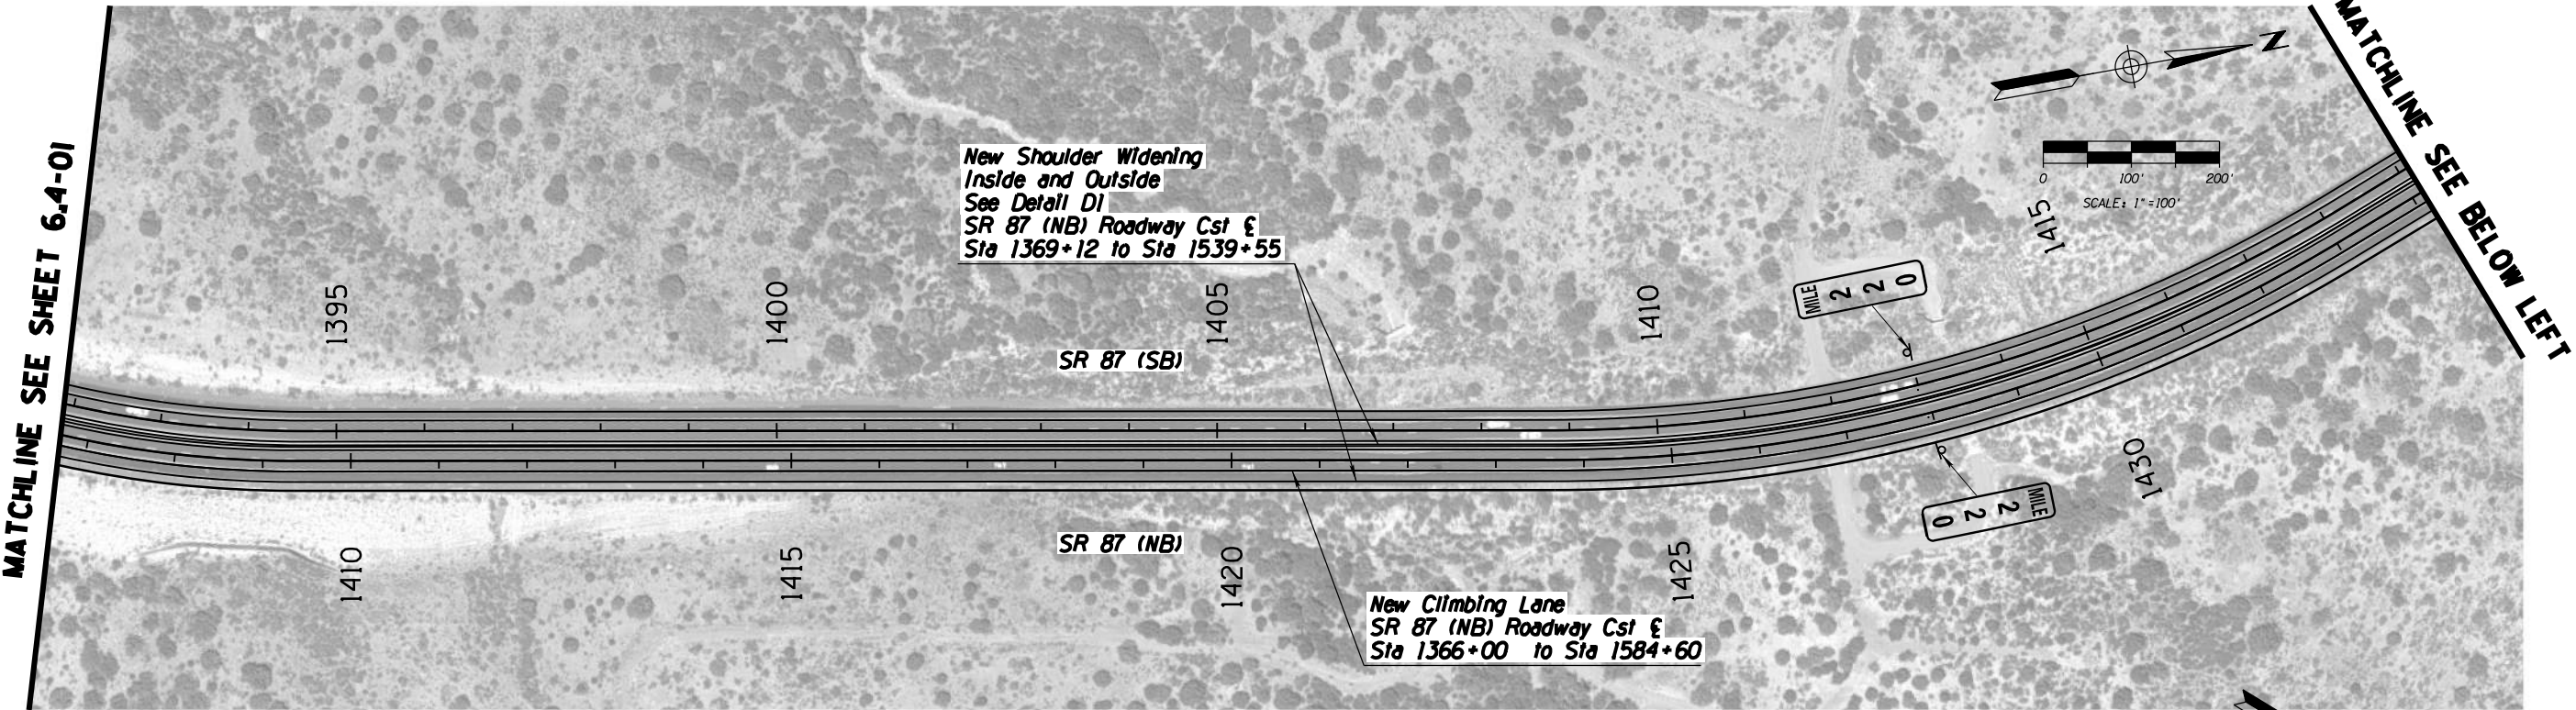 MATCHLINE SEE SHEET 6.4-01
MATCHLINE SEE BELOW LEFT
N
0 100' 200'
SCALE: 1"=100'
New Shoulder Widening
Inside and Outside
See Detail D1
SR 87 (NB) Roadway Cst ℄
Sta 1369+12 to Sta 1539+55
1395
1400
1405
1410
1415
MILE 220
SR 87 (SB)
SR 87 (NB)
1410
1415
1420
1425
1430
MILE 220
New Climbing Lane
SR 87 (NB) Roadway Cst ℄
Sta 1366+00 to Sta 1584+60